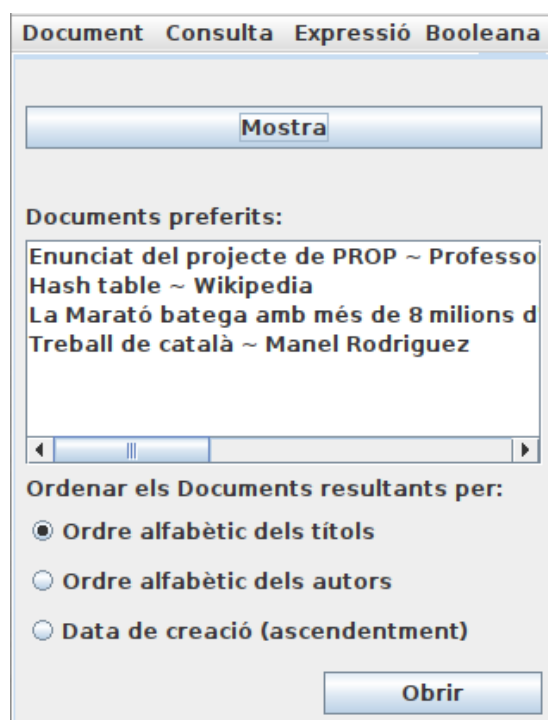 Document Consulta Expressió Booleana
Mostra
Documents preferits:
Enunciat del projecte de PROP ~ Professo
Hash table ~ Wikipedia
La Marató batega amb més de 8 milions d
Treball de català ~ Manel Rodriguez
Ordenar els Documents resultants per:
Ordre alfabètic dels títols
Ordre alfabètic dels autors
Data de creació (ascendentment)
Obrir